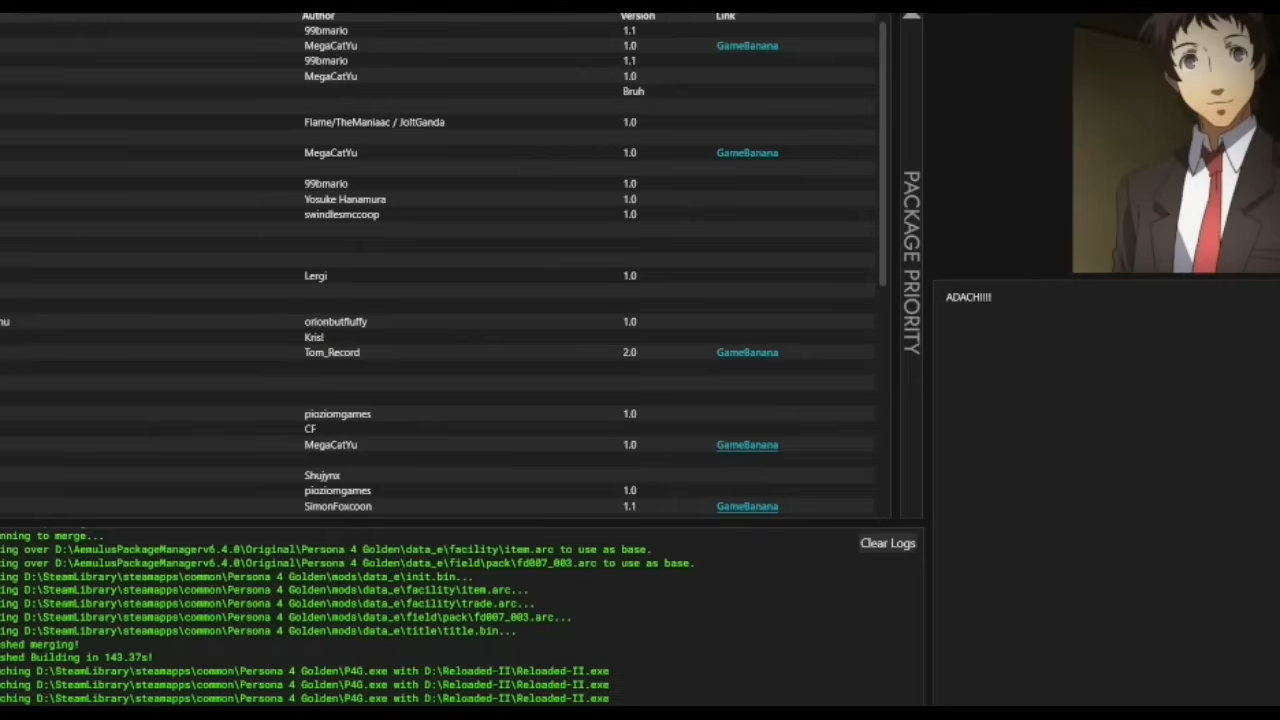 Author Version Link
99bmario 1.1
MegaCatYu 1.0 GameBanana
99bmario 1.1
MegaCatYu 1.0
Bruh
Flame/TheManiaac / JoltGanda 1.0
MegaCatYu 1.0 GameBanana
99bmario 1.0
Yosuke Hanamura 1.0
swindlesmccoop 1.0
Lergi 1.0
nu orionbutfluffy 1.0
Kris!
Tom_Record 2.0 GameBanana
pioziomgames 1.0
CF
MegaCatYu 1.0 GameBanana
Shujynx
pioziomgames 1.0
SimonFoxcoon 1.1 GameBanana
PACKAGE PRIORITY
ADACHI!!!!
Clear Logs
nning to merge...
ing over D:\AemulusPackageManagerv6.4.0\Original\Persona 4 Golden\data_e\facility\item.arc to use as base.
ing over D:\AemulusPackageManagerv6.4.0\Original\Persona 4 Golden\data_e\field\pack\fd007_003.arc to use as base.
ing D:\SteamLibrary\steamapps\common\Persona 4 Golden\mods\data_e\init.bin...
ing D:\SteamLibrary\steamapps\common\Persona 4 Golden\mods\data_e\facility\item.arc...
ing D:\SteamLibrary\steamapps\common\Persona 4 Golden\mods\data_e\facility\trade.arc...
ing D:\SteamLibrary\steamapps\common\Persona 4 Golden\mods\data_e\field\pack\fd007_003.arc...
ing D:\SteamLibrary\steamapps\common\Persona 4 Golden\mods\data_e\title\title.bin...
shed merging!
shed Building in 143.37s!
ching D:\SteamLibrary\steamapps\common\Persona 4 Golden\P4G.exe with D:\Reloaded-II\Reloaded-II.exe
ching D:\SteamLibrary\steamapps\common\Persona 4 Golden\P4G.exe with D:\Reloaded-II\Reloaded-II.exe
ching D:\SteamLibrary\steamapps\common\Persona 4 Golden\P4G.exe with D:\Reloaded-II\Reloaded-II.exe